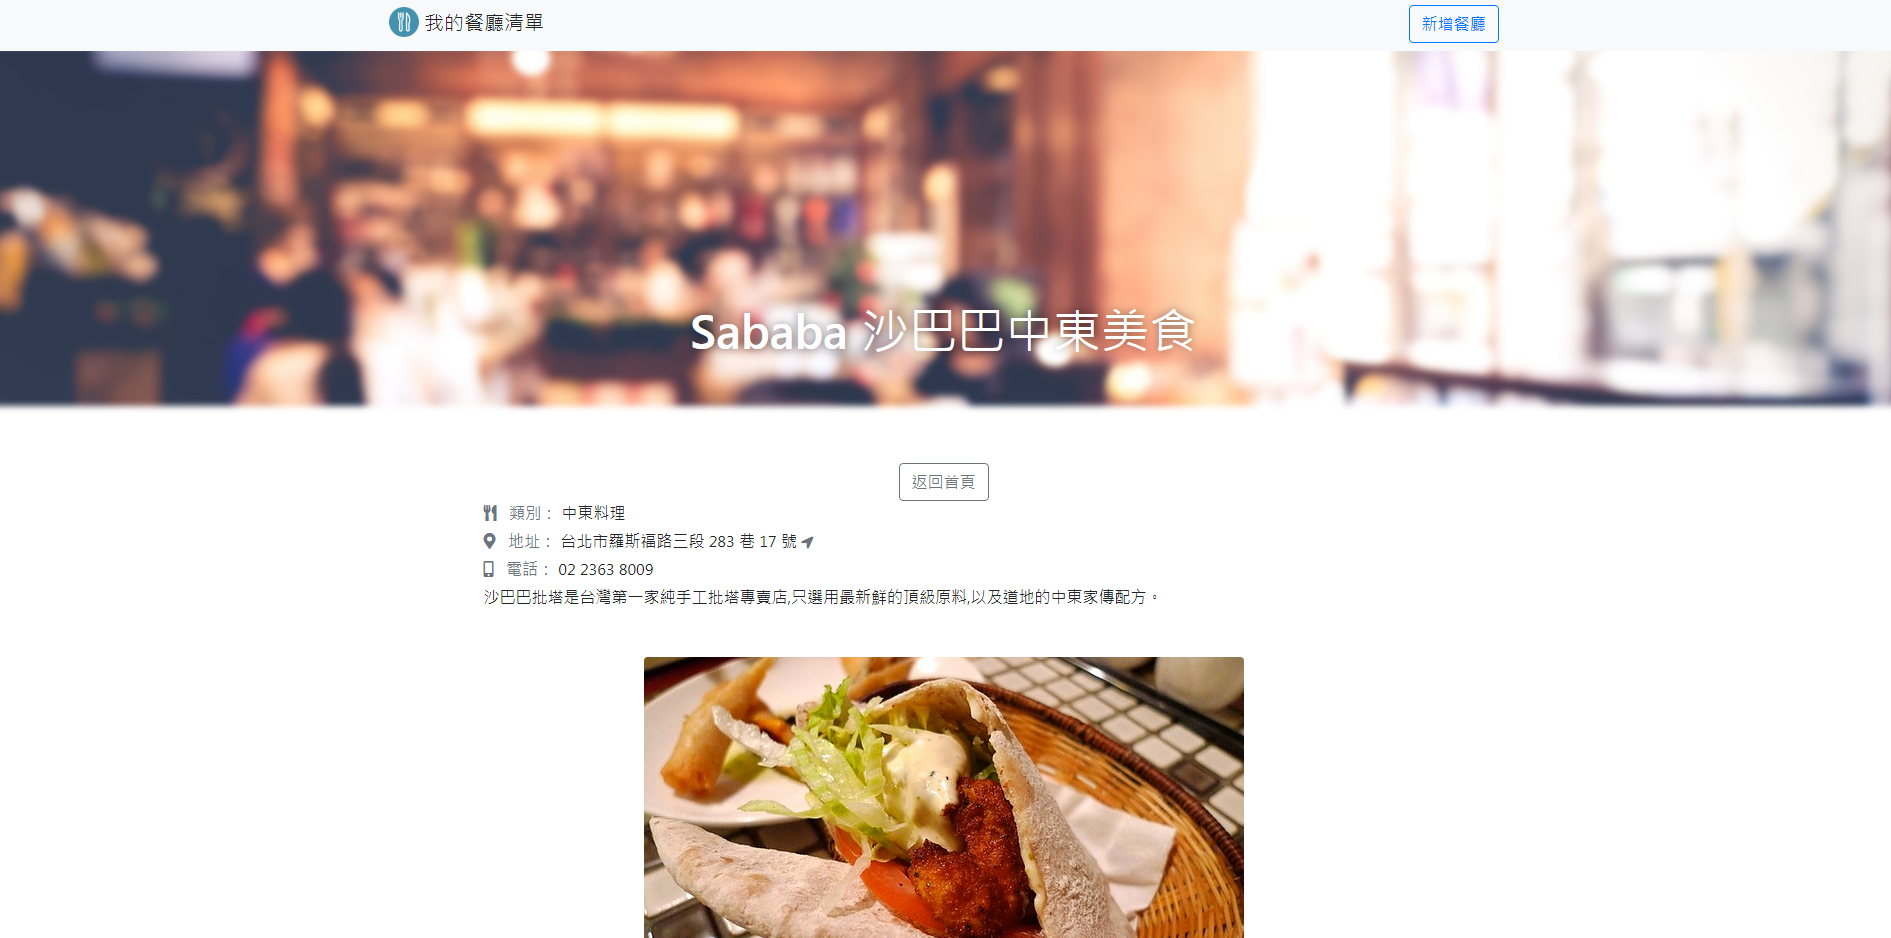 我的餐廳清單
新增餐廳
Sababa 沙巴巴中東美食
返回首頁
類別： 中東料理
地址： 台北市羅斯福路三段 283 巷 17 號
電話： 02 2363 8009
沙巴巴批塔是台灣第一家純手工批塔專賣店,只選用最新鮮的頂級原料,以及道地的中東家傳配方。